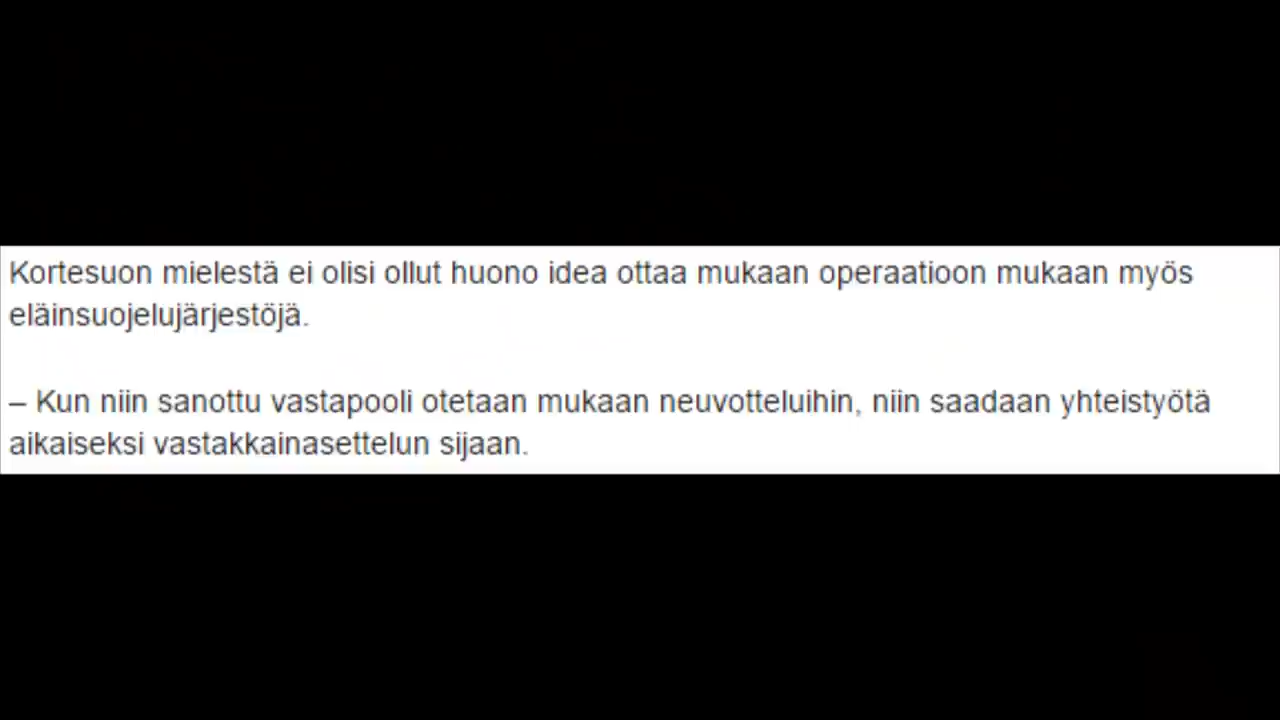 Kortesuon mielestä ei olisi ollut huono idea ottaa mukaan operaatioon mukaan myös
eläinsuojelujärjestöjä.
– Kun niin sanottu vastapooli otetaan mukaan neuvotteluihin, niin saadaan yhteistyötä
aikaiseksi vastakkainasettelun sijaan.